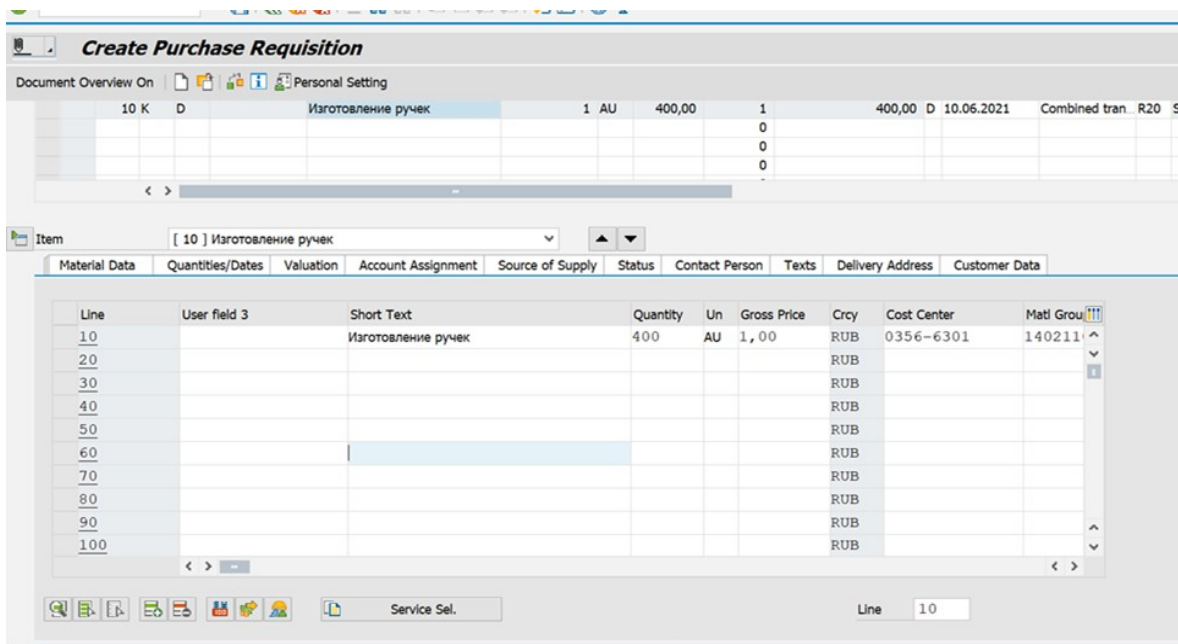 Create Purchase Requisition
Document Overview On Personal Setting
10 K D Изготовление ручек 1 AU 400,00 1 400,00 D 10.06.2021 Combined tran R20 S
0
0
0
Item [ 10 ] Изготовление ручек
Material Data Quantities/Dates Valuation Account Assignment Source of Supply Status Contact Person Texts Delivery Address Customer Data
Line User field 3 Short Text Quantity Un Gross Price Crcy Cost Center Matl Grou
10 Изготовление ручек 400 AU 1,00 RUB 0356-6301 140211
20 RUB
30 RUB
40 RUB
50 RUB
60 RUB
70 RUB
80 RUB
90 RUB
100 RUB
Service Sel. Line 10